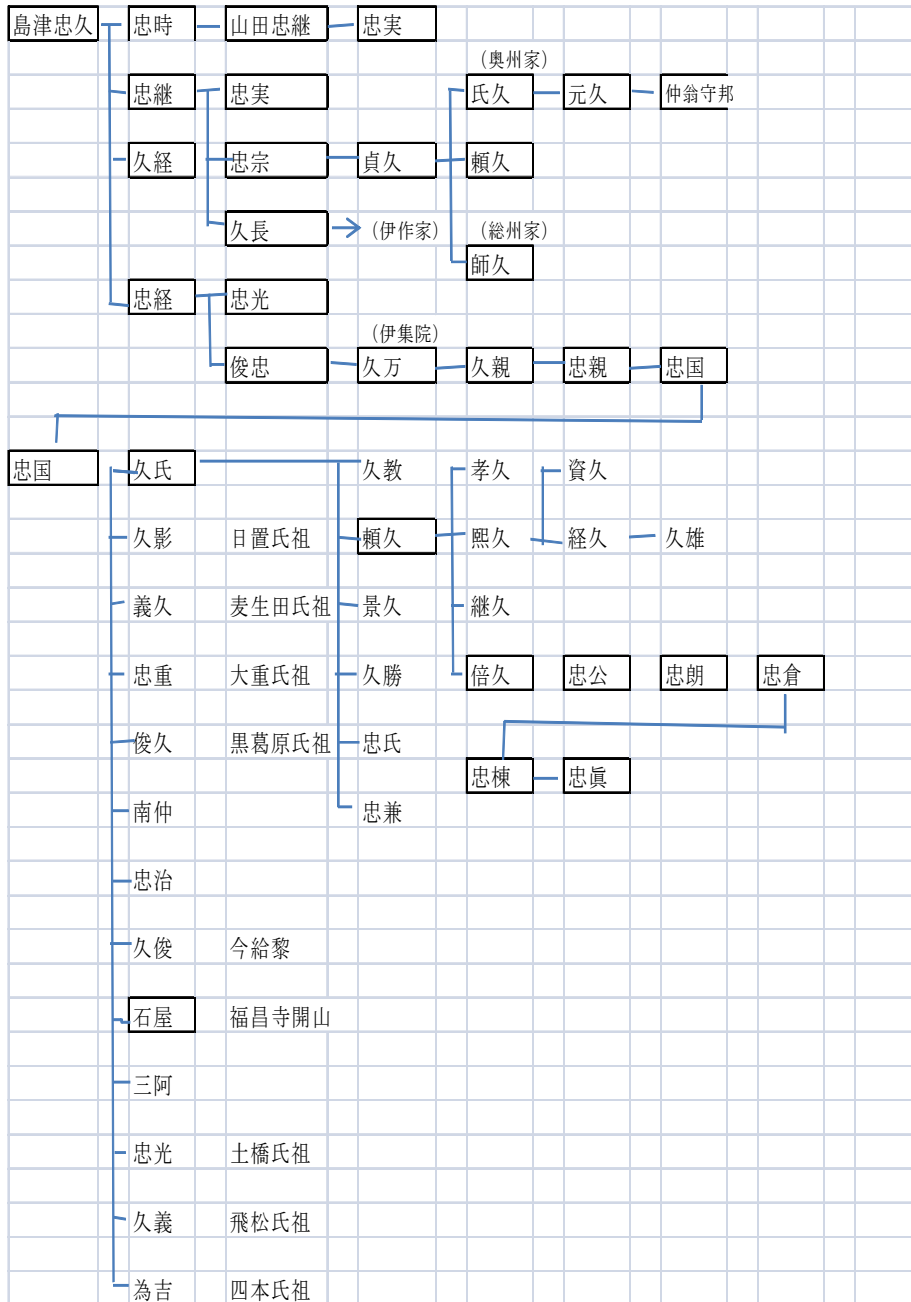 島津忠久 忠時 山田忠継 忠実
(奥州家)
忠継 忠実 氏久 元久 仲翁守邦
久経 忠宗 貞久 頼久
久長 (伊作家) (総州家)
師久
忠経 忠光
(伊集院)
俊忠 久万 久親 忠親 忠国
忠国 久氏 久教 孝久 資久
久影 日置氏祖 頼久 熙久 経久 久雄
義久 麦生田氏祖 景久 継久
忠重 大重氏祖 久勝 倍久 忠公 忠朗 忠倉
俊久 黒葛原氏祖 忠氏
忠棟 忠眞
南仲 忠兼
忠治
久俊 今給黎
石屋 福昌寺開山
三阿
忠光 土橋氏祖
久義 飛松氏祖
為吉 四本氏祖